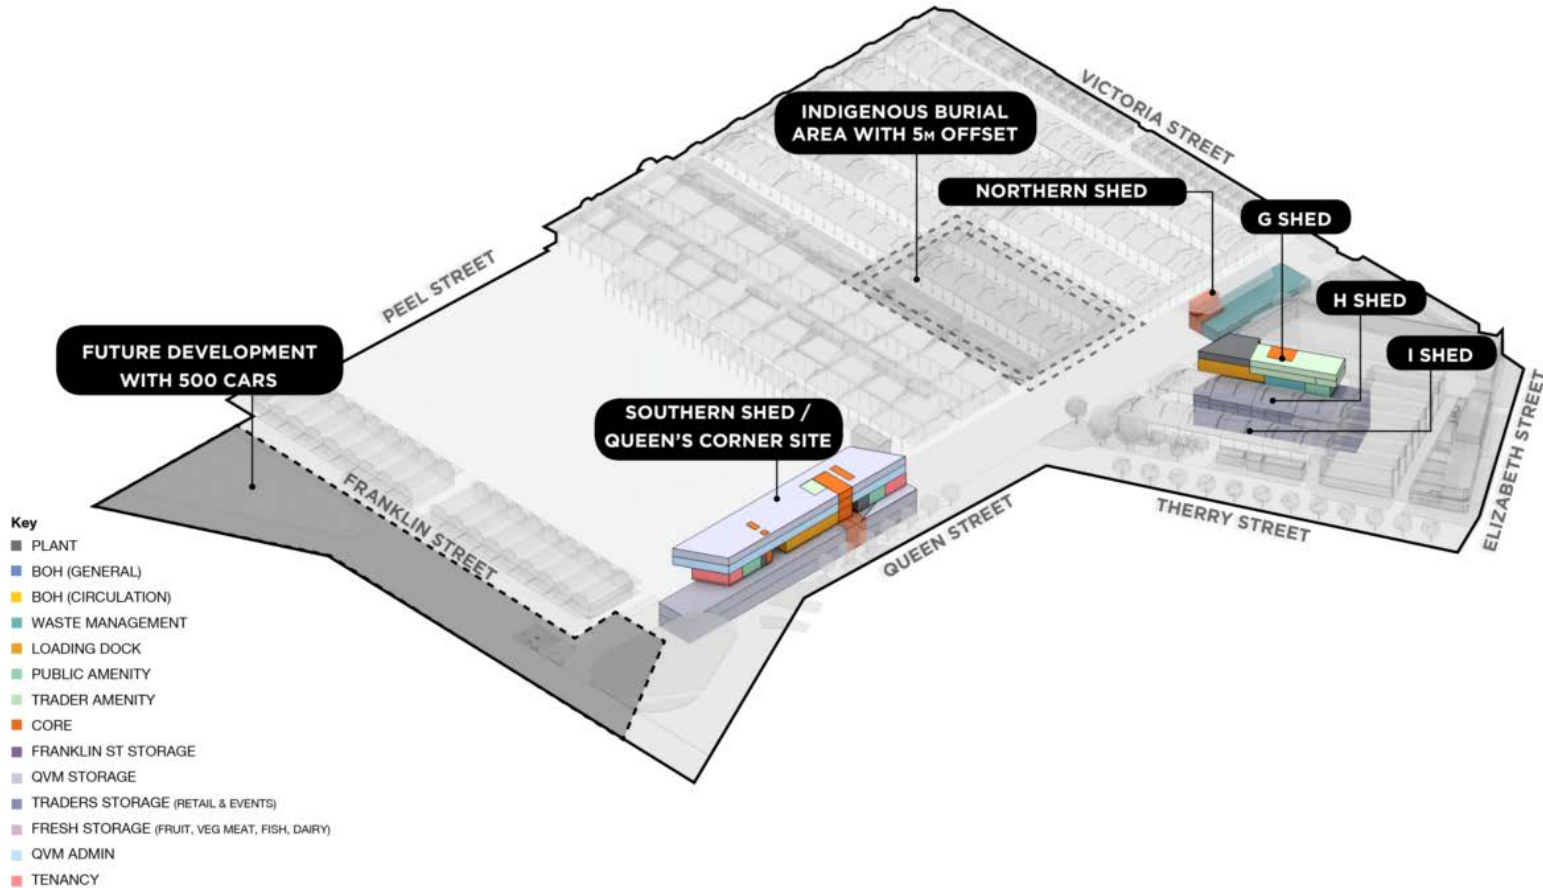 VICTORIA STREET
INDIGENOUS BURIAL
AREA WITH 5M OFFSET
NORTHERN SHED
G SHED
PEEL STREET
H SHED
FUTURE DEVELOPMENT
WITH 500 CARS
I SHED
SOUTHERN SHED /
QUEEN'S CORNER SITE
ELIZABETH STREET
FRANKLIN STREET
QUEEN STREET
THERRY STREET
Key
PLANT
BOH (GENERAL)
BOH (CIRCULATION)
WASTE MANAGEMENT
LOADING DOCK
PUBLIC AMENITY
TRADER AMENITY
CORE
FRANKLIN ST STORAGE
QVM STORAGE
TRADERS STORAGE (RETAIL & EVENTS)
FRESH STORAGE (FRUIT, VEG MEAT, FISH, DAIRY)
QVM ADMIN
TENANCY